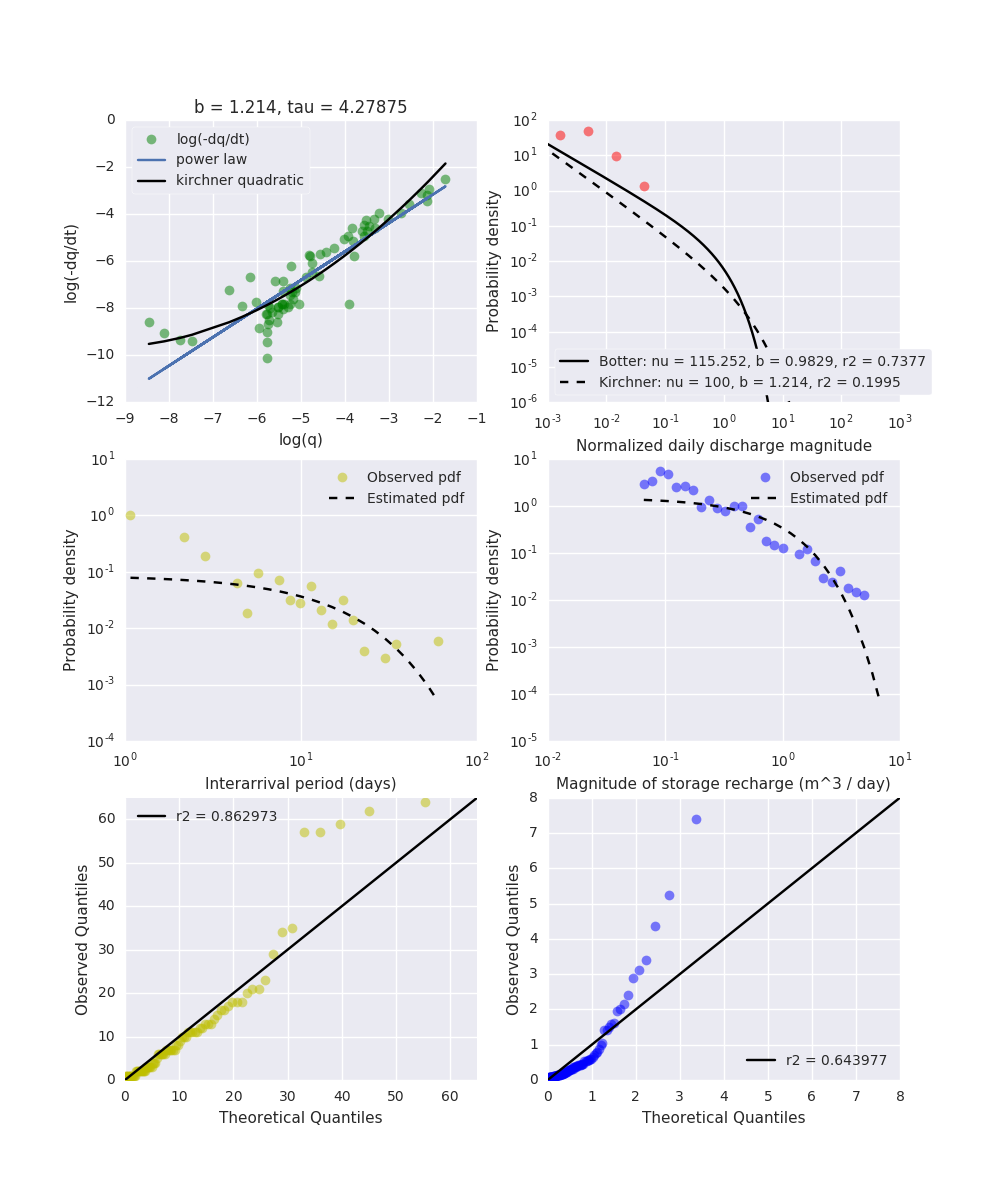 b = 1.214, tau = 4.27875
0
−2
−4
−6
−8
−10
−12
log(-dq/dt)
log(-dq/dt)
power law
kirchner quadratic
−9 −8 −7 −6 −5 −4 −3 −2 −1
log(q)
10^2
10^1
10^0
10^-1
10^-2
10^-3
10^-4
10^-5
10^-6
Probability density
Botter: nu = 115.252, b = 0.9829, r2 = 0.7377
Kirchner: nu = 100, b = 1.214, r2 = 0.1995
10^-3 10^-2 10^-1 10^0 10^1 10^2 10^3
Normalized daily discharge magnitude
10^1
10^0
10^-1
10^-2
10^-3
10^-4
Probability density
Observed pdf
Estimated pdf
10^0 10^1 10^2
Interarrival period (days)
10^1
10^0
10^-1
10^-2
10^-3
10^-4
10^-5
Probability density
Observed pdf
Estimated pdf
10^-2 10^-1 10^0 10^1
Magnitude of storage recharge (m^3 / day)
60
50
40
30
20
10
0
Observed Quantiles
r2 = 0.862973
0 10 20 30 40 50 60
Theoretical Quantiles
8
7
6
5
4
3
2
1
0
Observed Quantiles
r2 = 0.643977
0 1 2 3 4 5 6 7 8
Theoretical Quantiles